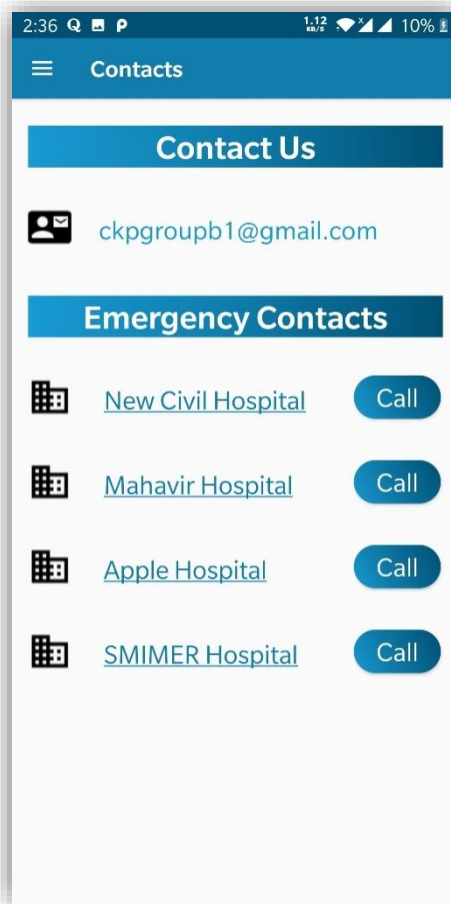 2:36 Q P 1.12 KB/S x 10%
Contacts
Contact Us
ckpgroupb1@gmail.com
Emergency Contacts
New Civil Hospital Call
Mahavir Hospital Call
Apple Hospital Call
SMIMER Hospital Call